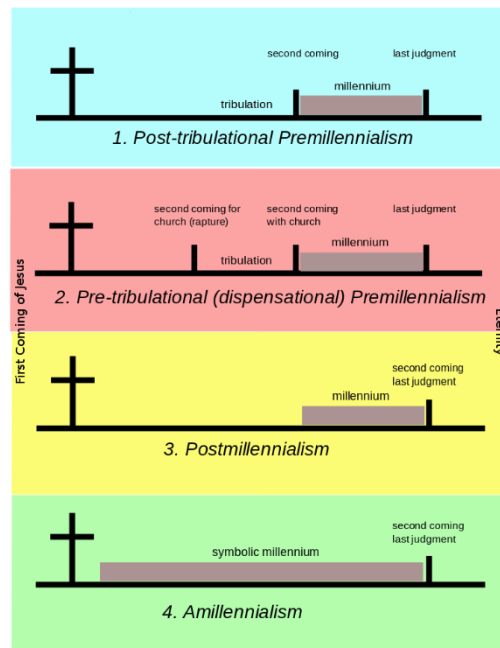 second coming
last judgment
millennium
tribulation
1. Post-tribulational Premillennialism
second coming for
church (rapture)
second coming
with church
last judgment
millennium
tribulation
2. Pre-tribulational (dispensational) Premillennialism
First Coming of Jesus
Eternity
second coming
last judgment
millennium
3. Postmillennialism
second coming
last judgment
symbolic millennium
4. Amillennialism